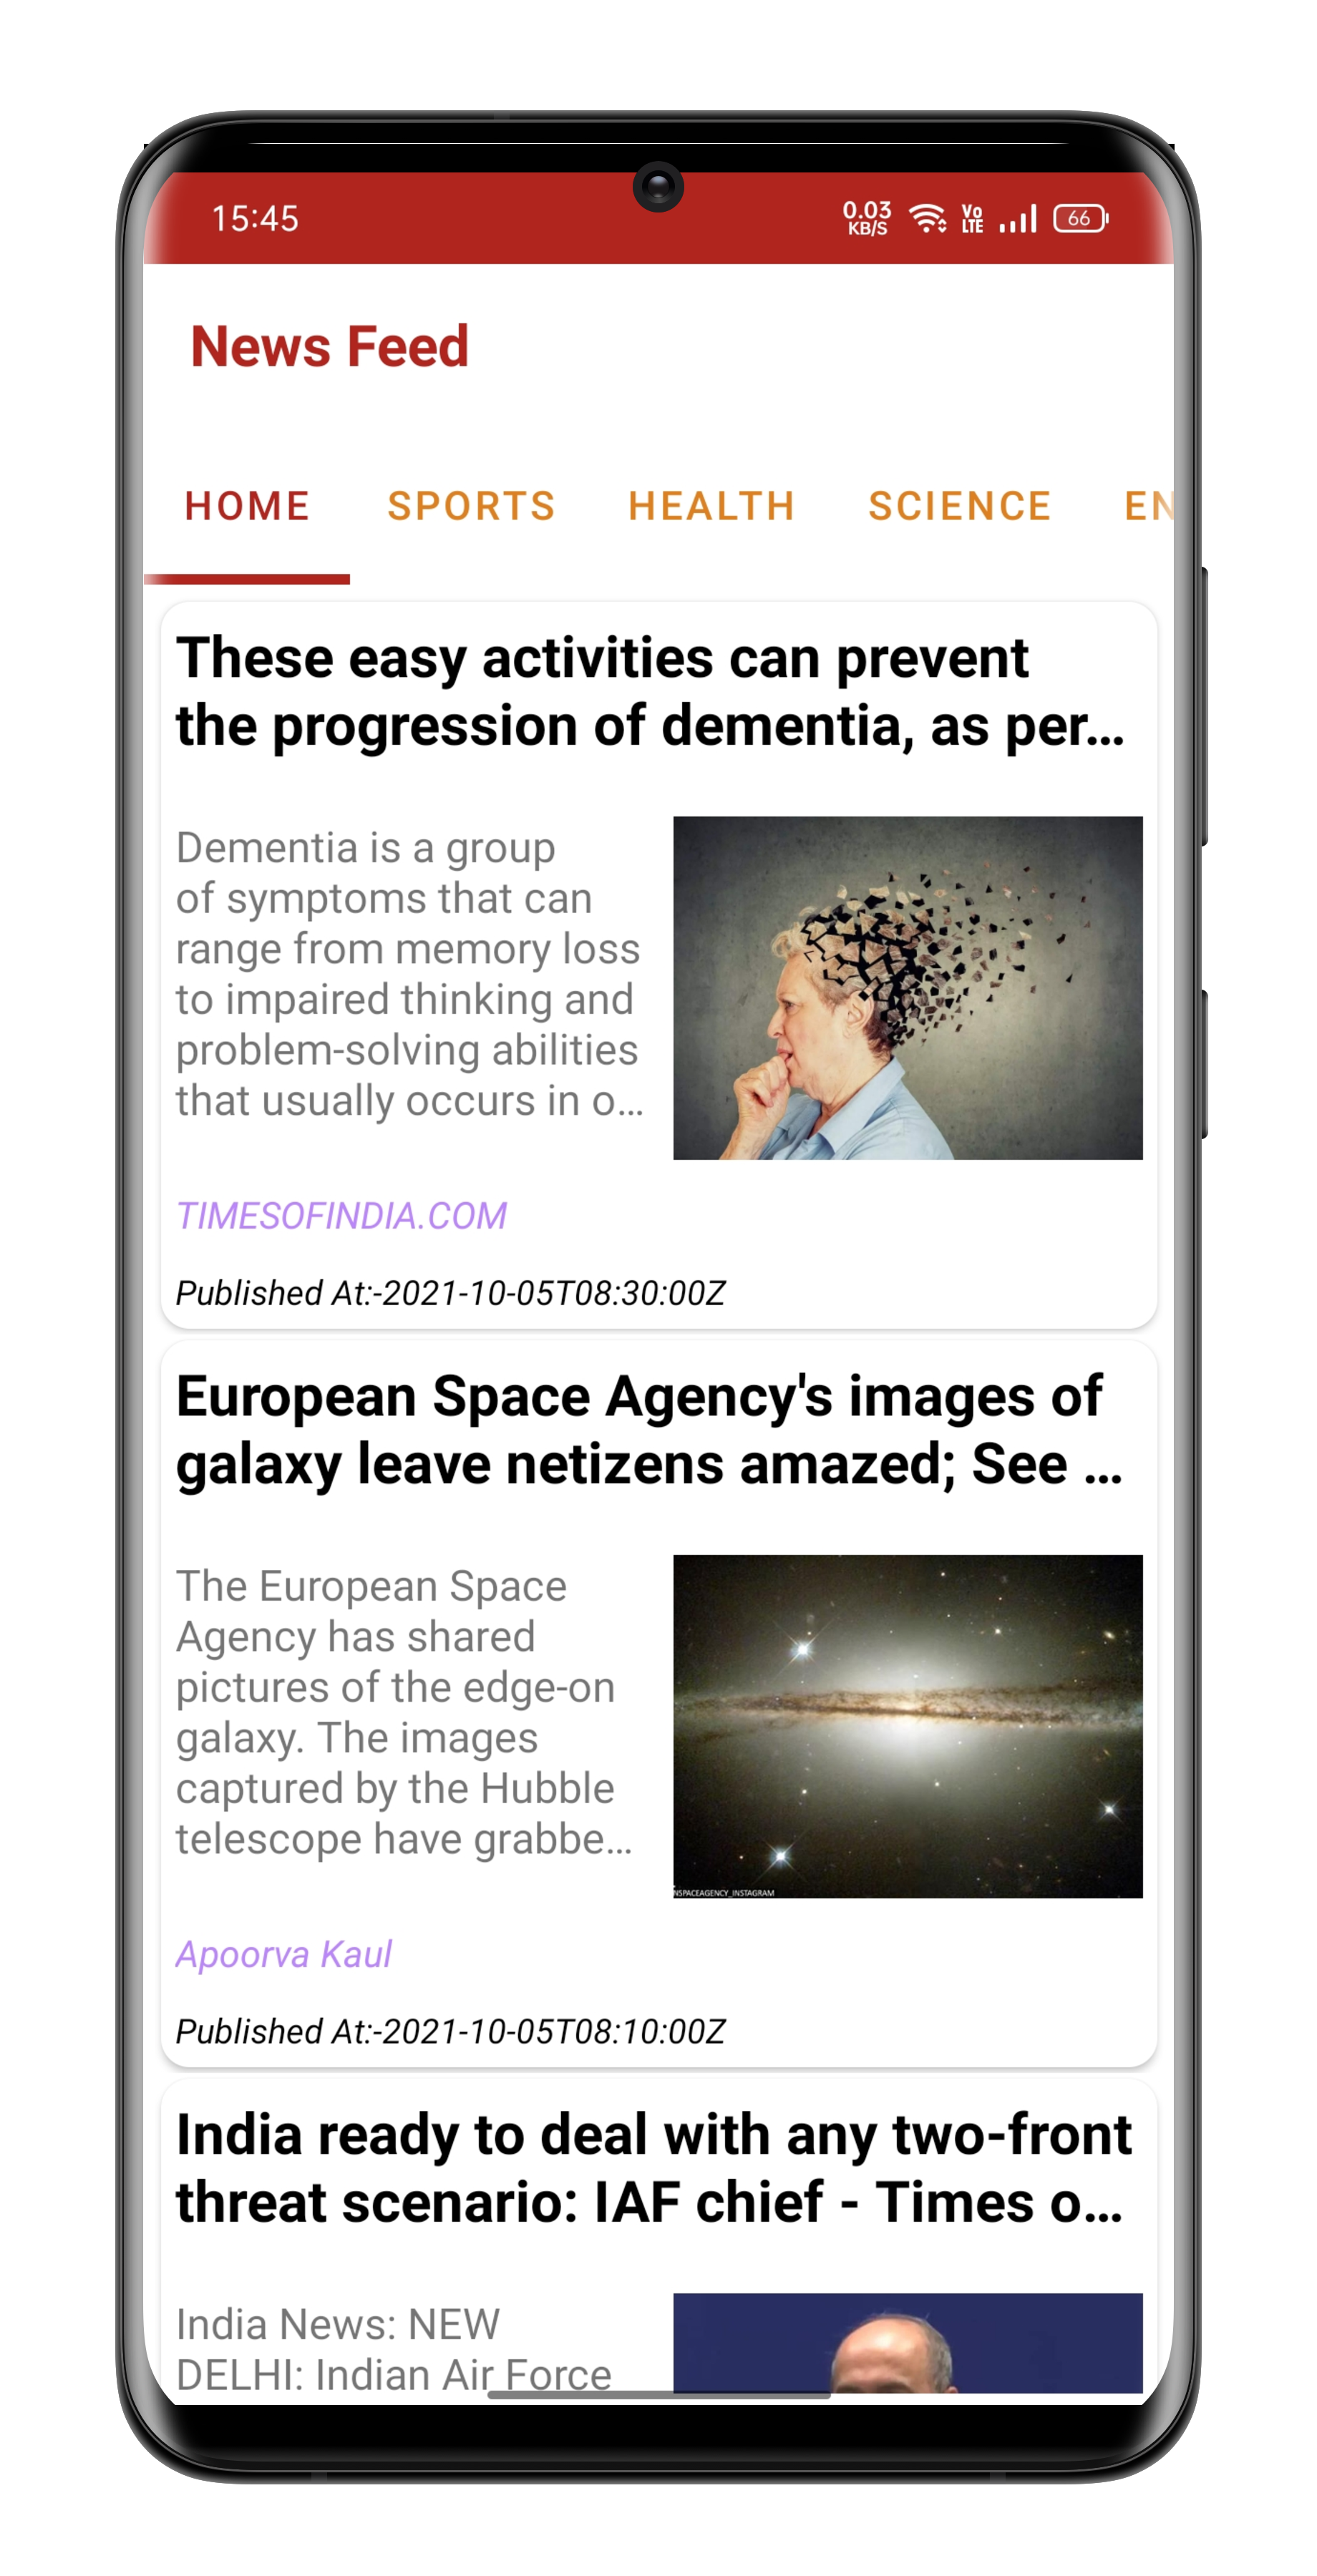 15:45
0.03
KB/S
Vo
LTE
66
News Feed
HOME SPORTS HEALTH SCIENCE EN
These easy activities can prevent
the progression of dementia, as per...
Dementia is a group
of symptoms that can
range from memory loss
to impaired thinking and
problem-solving abilities
that usually occurs in o...
TIMESOFINDIA.COM
Published At:-2021-10-05T08:30:00Z
European Space Agency's images of
galaxy leave netizens amazed; See ...
The European Space
Agency has shared
pictures of the edge-on
galaxy. The images
captured by the Hubble
telescope have grabbe...
NSPACEAGENCY_INSTAGRAM
Apoorva Kaul
Published At:-2021-10-05T08:10:00Z
India ready to deal with any two-front
threat scenario: IAF chief - Times o...
India News: NEW
DELHI: Indian Air Force